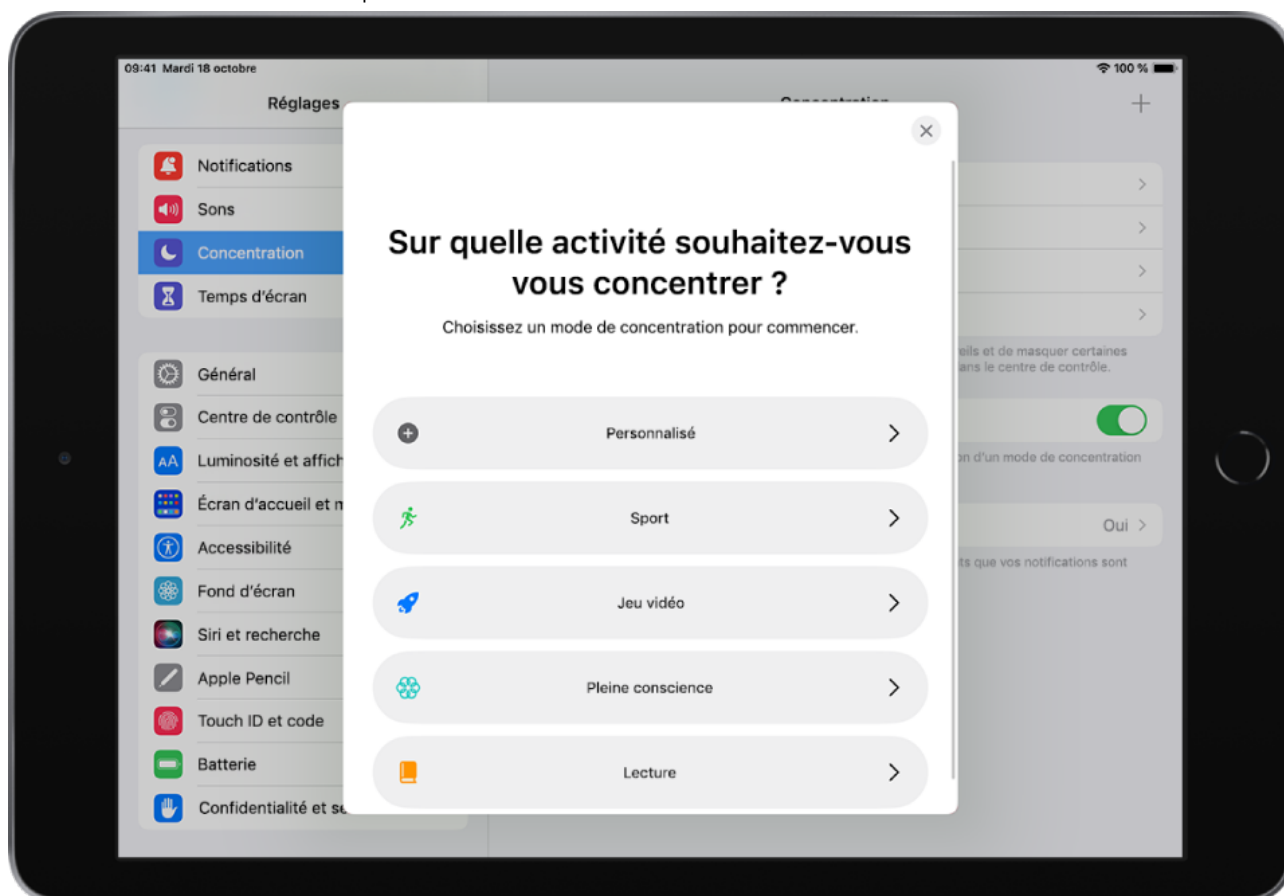 09:41 Mardi 18 octobre
100 %
Réglages
Notifications
Sons
Concentration
Temps d'écran
Général
Centre de contrôle
Luminosité et affich
Écran d'accueil et m
Accessibilité
Fond d'écran
Siri et recherche
Apple Pencil
Touch ID et code
Batterie
Confidentialité et se
Concentration
Sur quelle activité souhaitez-vous
vous concentrer ?
Choisissez un mode de concentration pour commencer.
Personnalisé
Sport
Jeu vidéo
Pleine conscience
Lecture
eils et de masquer certaines
ans le centre de contrôle.
on d'un mode de concentration
Oui
ts que vos notifications sont